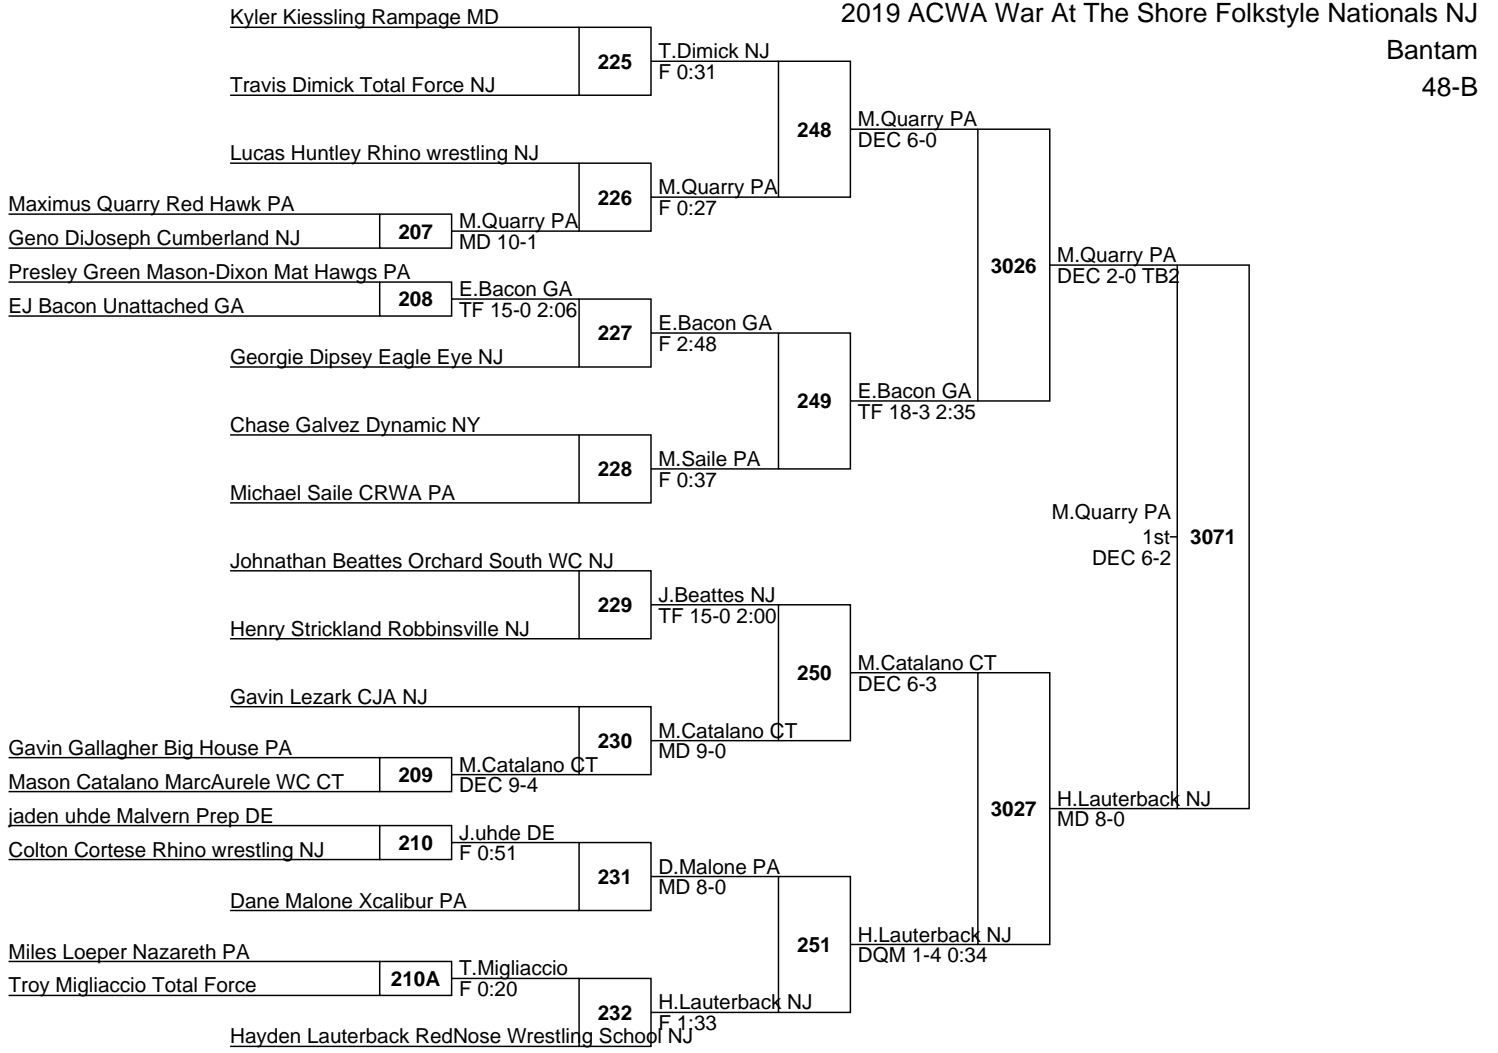 2019 ACWA War At The Shore Folkstyle Nationals NJ
Bantam
48-B
Kyler Kiessling Rampage MD
225
T.Dimick NJ
F 0:31
Travis Dimick Total Force NJ
248
M.Quarry PA
DEC 6-0
Lucas Huntley Rhino wrestling NJ
226
M.Quarry PA
F 0:27
Maximus Quarry Red Hawk PA
207
M.Quarry PA
MD 10-1
Geno DiJoseph Cumberland NJ
3026
M.Quarry PA
DEC 2-0 TB2
Presley Green Mason-Dixon Mat Hawgs PA
208
E.Bacon GA
TF 15-0 2:06
EJ Bacon Unattached GA
227
E.Bacon GA
F 2:48
Georgie Dipsey Eagle Eye NJ
249
E.Bacon GA
TF 18-3 2:35
Chase Galvez Dynamic NY
228
M.Saile PA
F 0:37
Michael Saile CRWA PA
M.Quarry PA
1st
DEC 6-2
3071
Johnathan Beattes Orchard South WC NJ
229
J.Beattes NJ
TF 15-0 2:00
Henry Strickland Robbinsville NJ
250
M.Catalano CT
DEC 6-3
Gavin Lezark CJA NJ
230
M.Catalano CT
MD 9-0
Gavin Gallagher Big House PA
209
M.Catalano CT
DEC 9-4
Mason Catalano MarcAurele WC CT
3027
H.Lauterback NJ
MD 8-0
jaden uhde Malvern Prep DE
210
J.uhde DE
F 0:51
Colton Cortese Rhino wrestling NJ
231
D.Malone PA
MD 8-0
Dane Malone Xcalibur PA
251
H.Lauterback NJ
DQM 1-4 0:34
Miles Loeper Nazareth PA
210A
T.Migliaccio
F 0:20
Troy Migliaccio Total Force
232
H.Lauterback NJ
F 1:33
Hayden Lauterback RedNose Wrestling School NJ